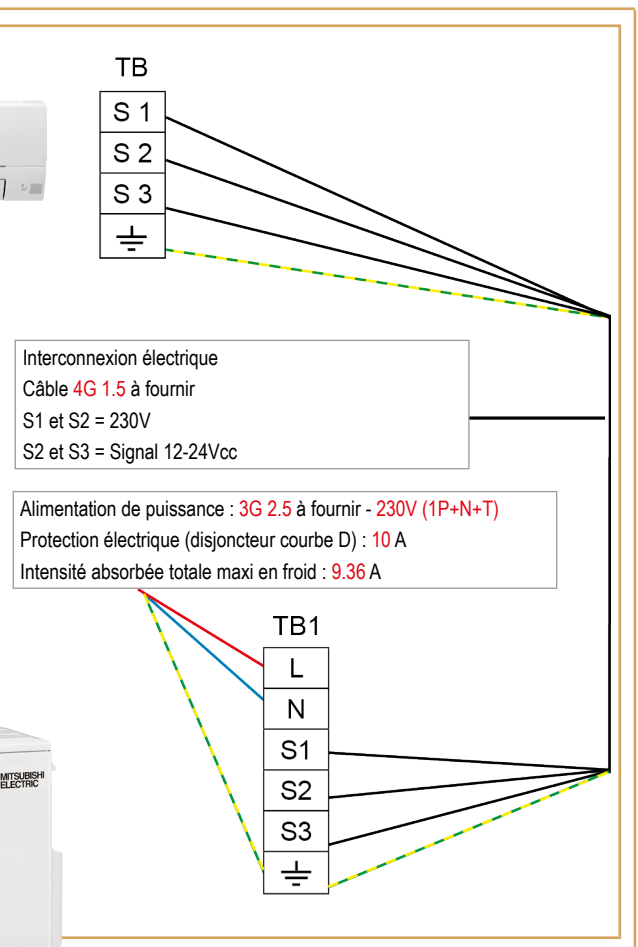 TB
S 1
S 2
S 3
Interconnexion électrique
Câble 4G 1.5 à fournir
S1 et S2 = 230V
S2 et S3 = Signal 12-24Vcc
Alimentation de puissance : 3G 2.5 à fournir - 230V (1P+N+T)
Protection électrique (disjoncteur courbe D) : 10 A
Intensité absorbée totale maxi en froid : 9.36 A
TB1
L
N
S1
S2
S3
MITSUBISHI
ELECTRIC